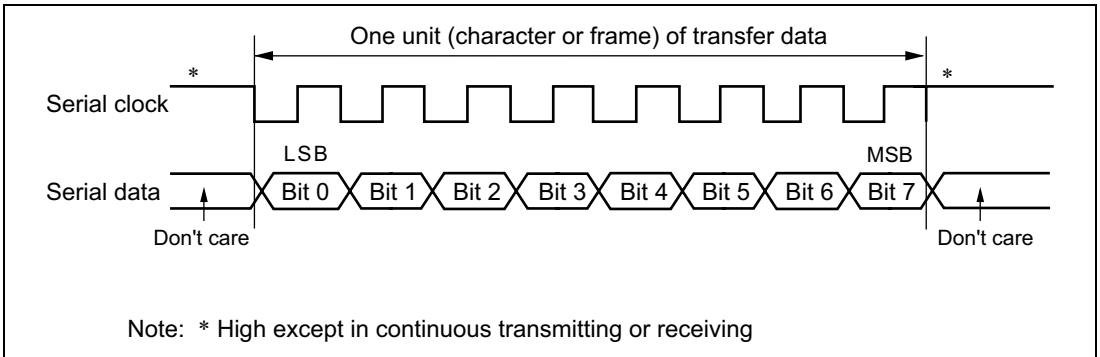 One unit (character or frame) of transfer data
* *
Serial clock
LSB MSB
Serial data Bit 0 Bit 1 Bit 2 Bit 3 Bit 4 Bit 5 Bit 6 Bit 7
Don't care Don't care
Note: * High except in continuous transmitting or receiving